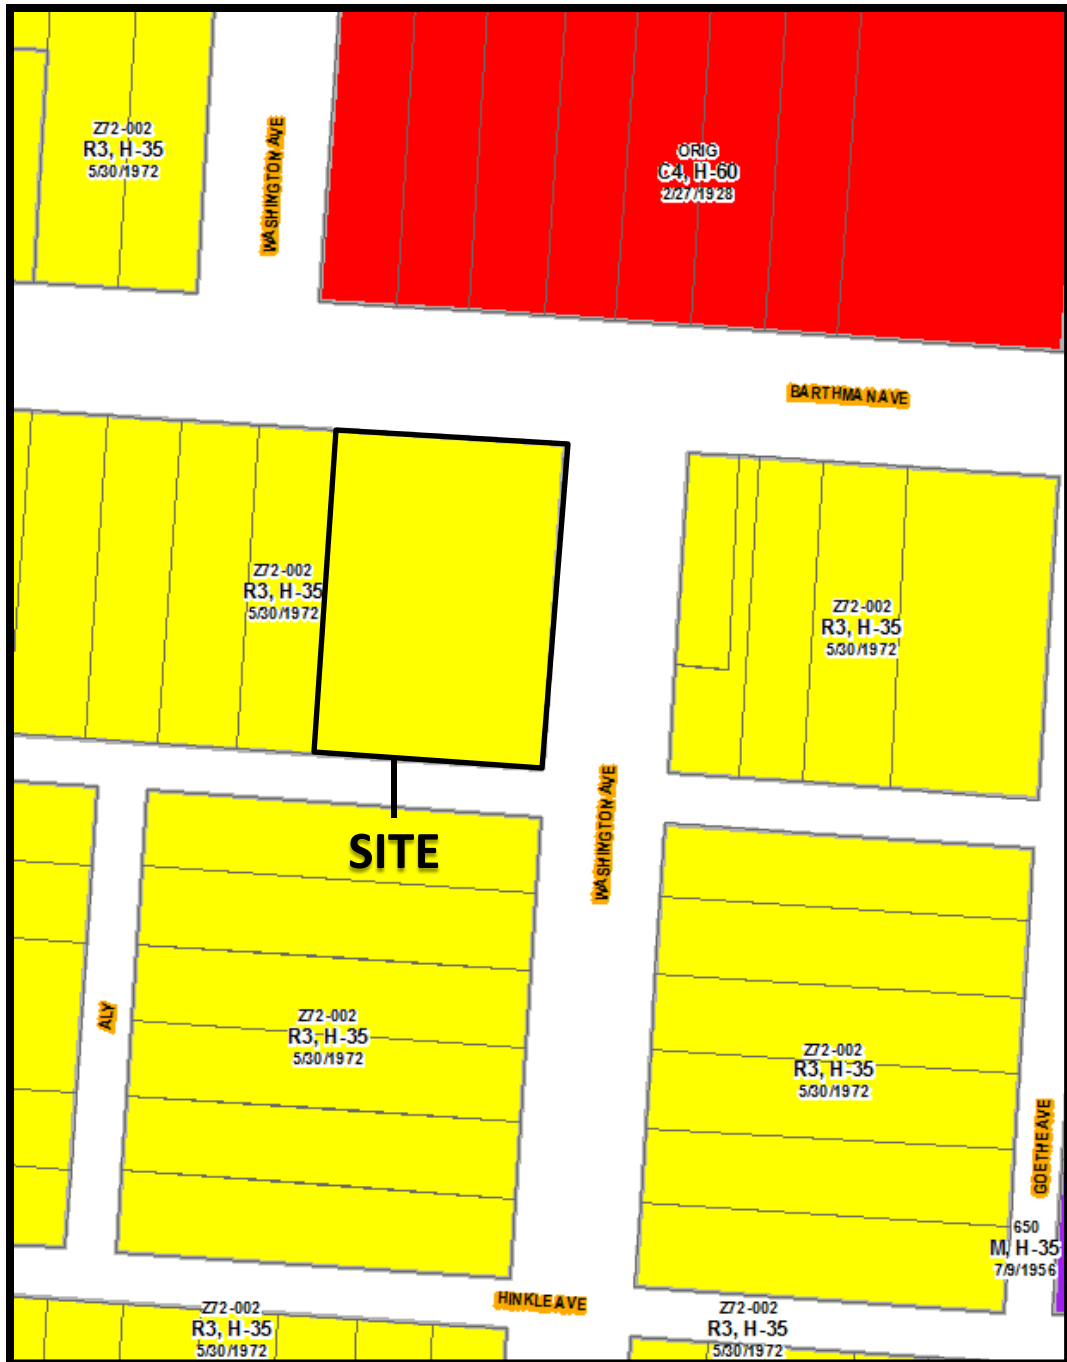 Z72-002
R3, H-35
5/30/1972
WASHINGTON AVE
ORIG
C4, H-60
2/27/1928
BARTHMAN AVE
Z72-002
R3, H-35
5/30/1972
Z72-002
R3, H-35
5/30/1972
WASHINGTON AVE
SITE
ALY
Z72-002
R3, H-35
5/30/1972
Z72-002
R3, H-35
5/30/1972
GOETHE AVE
650
M, H-35
7/9/1956
HINKLE AVE
Z72-002
R3, H-35
5/30/1972
Z72-002
R3, H-35
5/30/1972